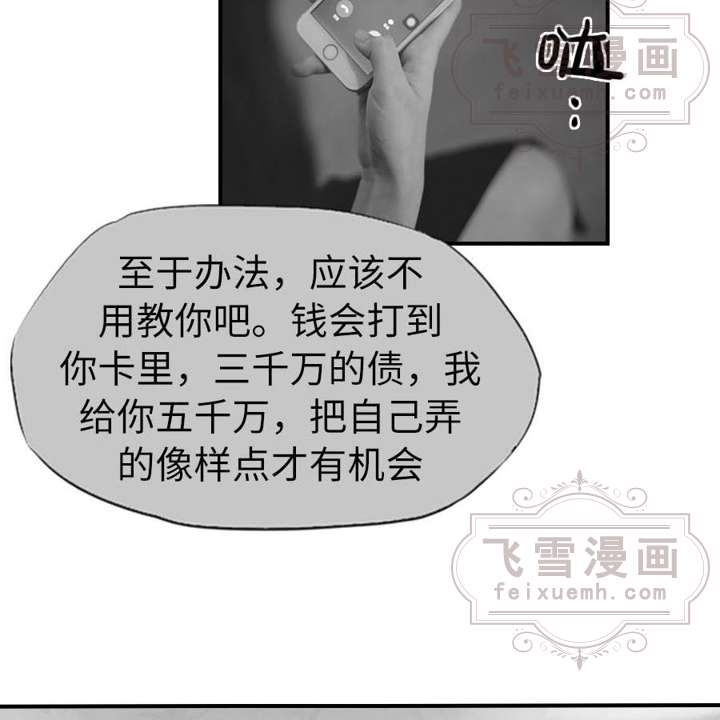 飞雪漫画
feixuemh.com
至于办法，应该不
用教你吧。钱会打到
你卡里，三千万的债，我
给你五千万，把自己弄
的像样点才有机会
飞雪漫画
feixuemh.com